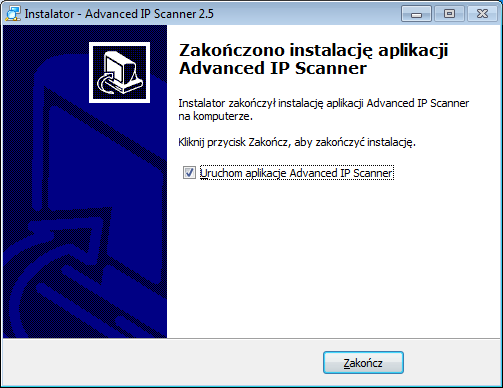 Instalator - Advanced IP Scanner 2.5
Zakończono instalację aplikacji
Advanced IP Scanner
Instalator zakończył instalację aplikacji Advanced IP Scanner
na komputerze.
Kliknij przycisk Zakończ, aby zakończyć instalację.
Uruchom aplikacje Advanced IP Scanner
Zakończ